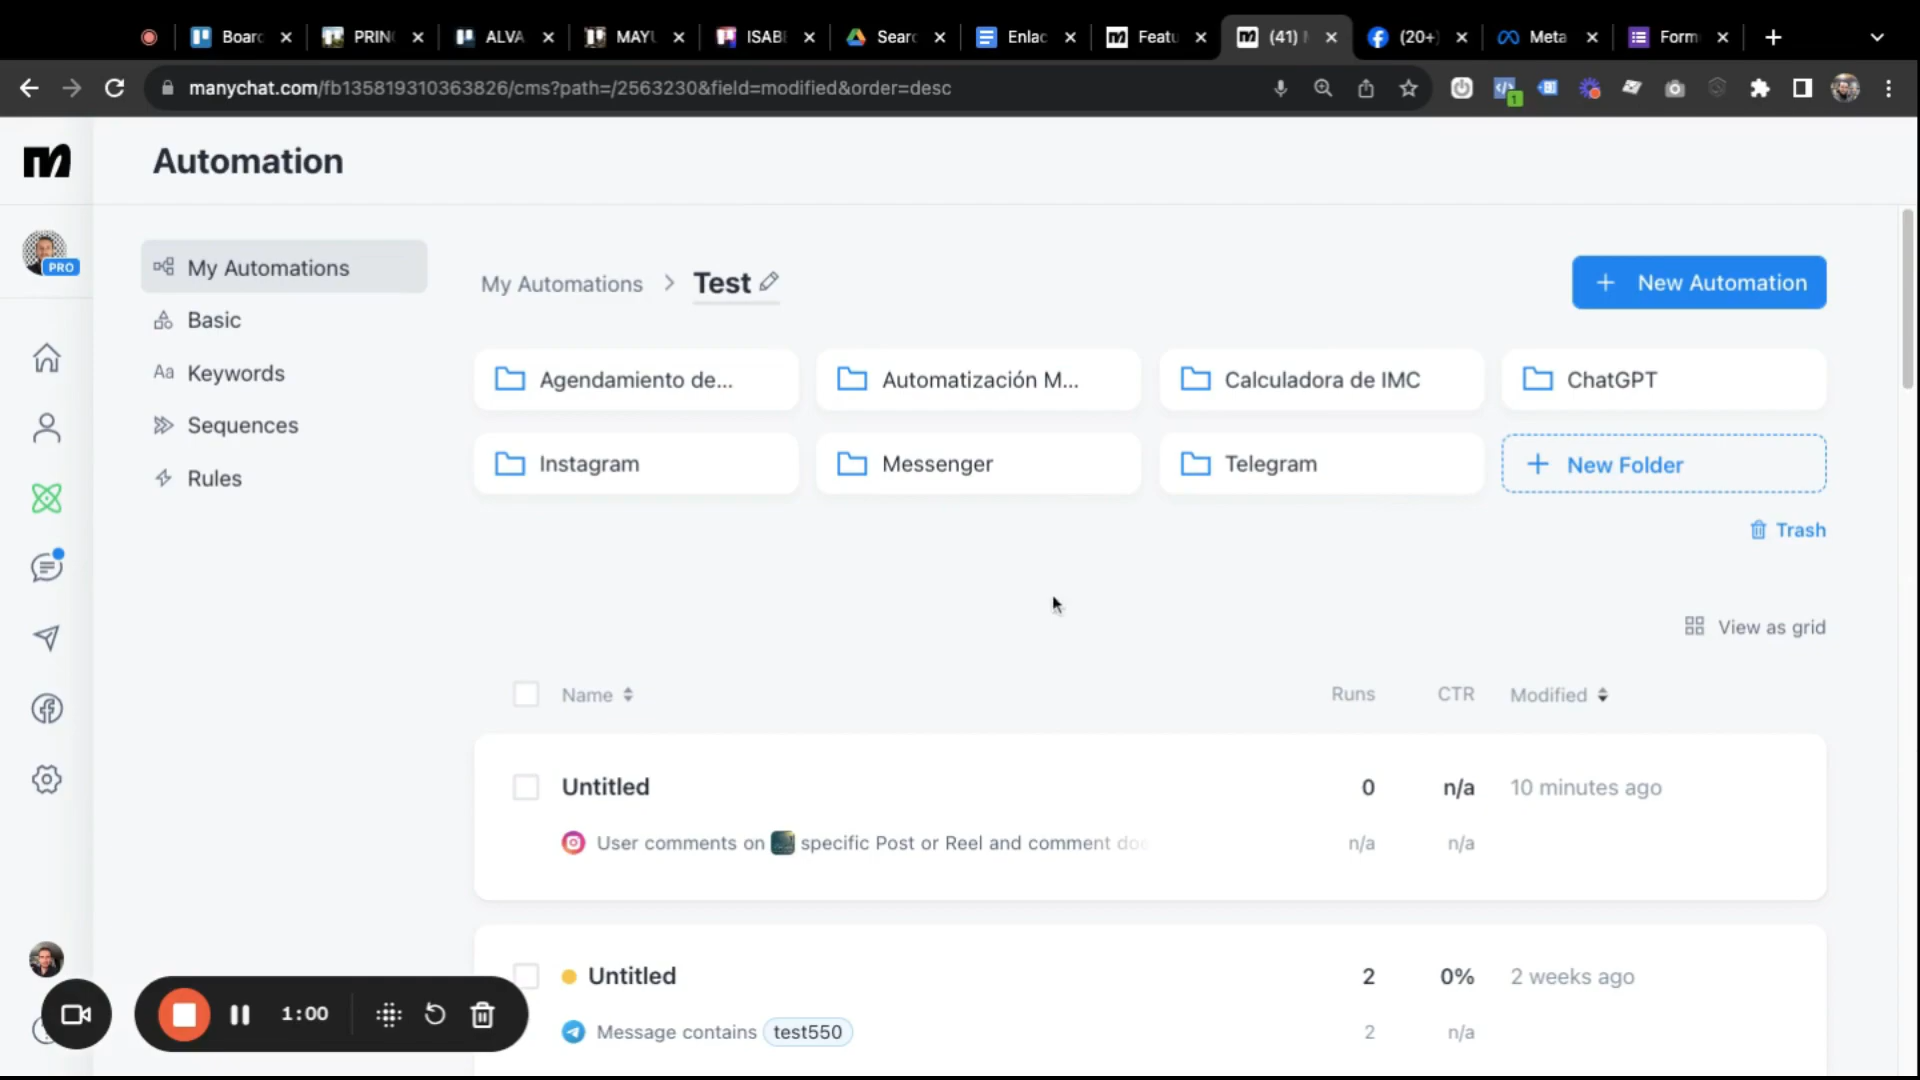 Board
PRIN
ALVA
MAYU
ISABE
Searc
Enlac
Featu
(41)
(20+)
Meta
Form
manychat.com/fb135819310363826/cms?path=/2563230&field=modified&order=desc
1
Automation
PRO
My Automations
Basic
Aa Keywords
Sequences
Rules
My Automations > Test
+ New Automation
Agendamiento de...
Automatización M...
Calculadora de IMC
ChatGPT
Instagram
Messenger
Telegram
+ New Folder
Trash
View as grid
Name Runs CTR Modified
Untitled 0 n/a 10 minutes ago
User comments on specific Post or Reel and comment doe n/a n/a
Untitled 2 0% 2 weeks ago
Message contains test550 2 n/a
1:00